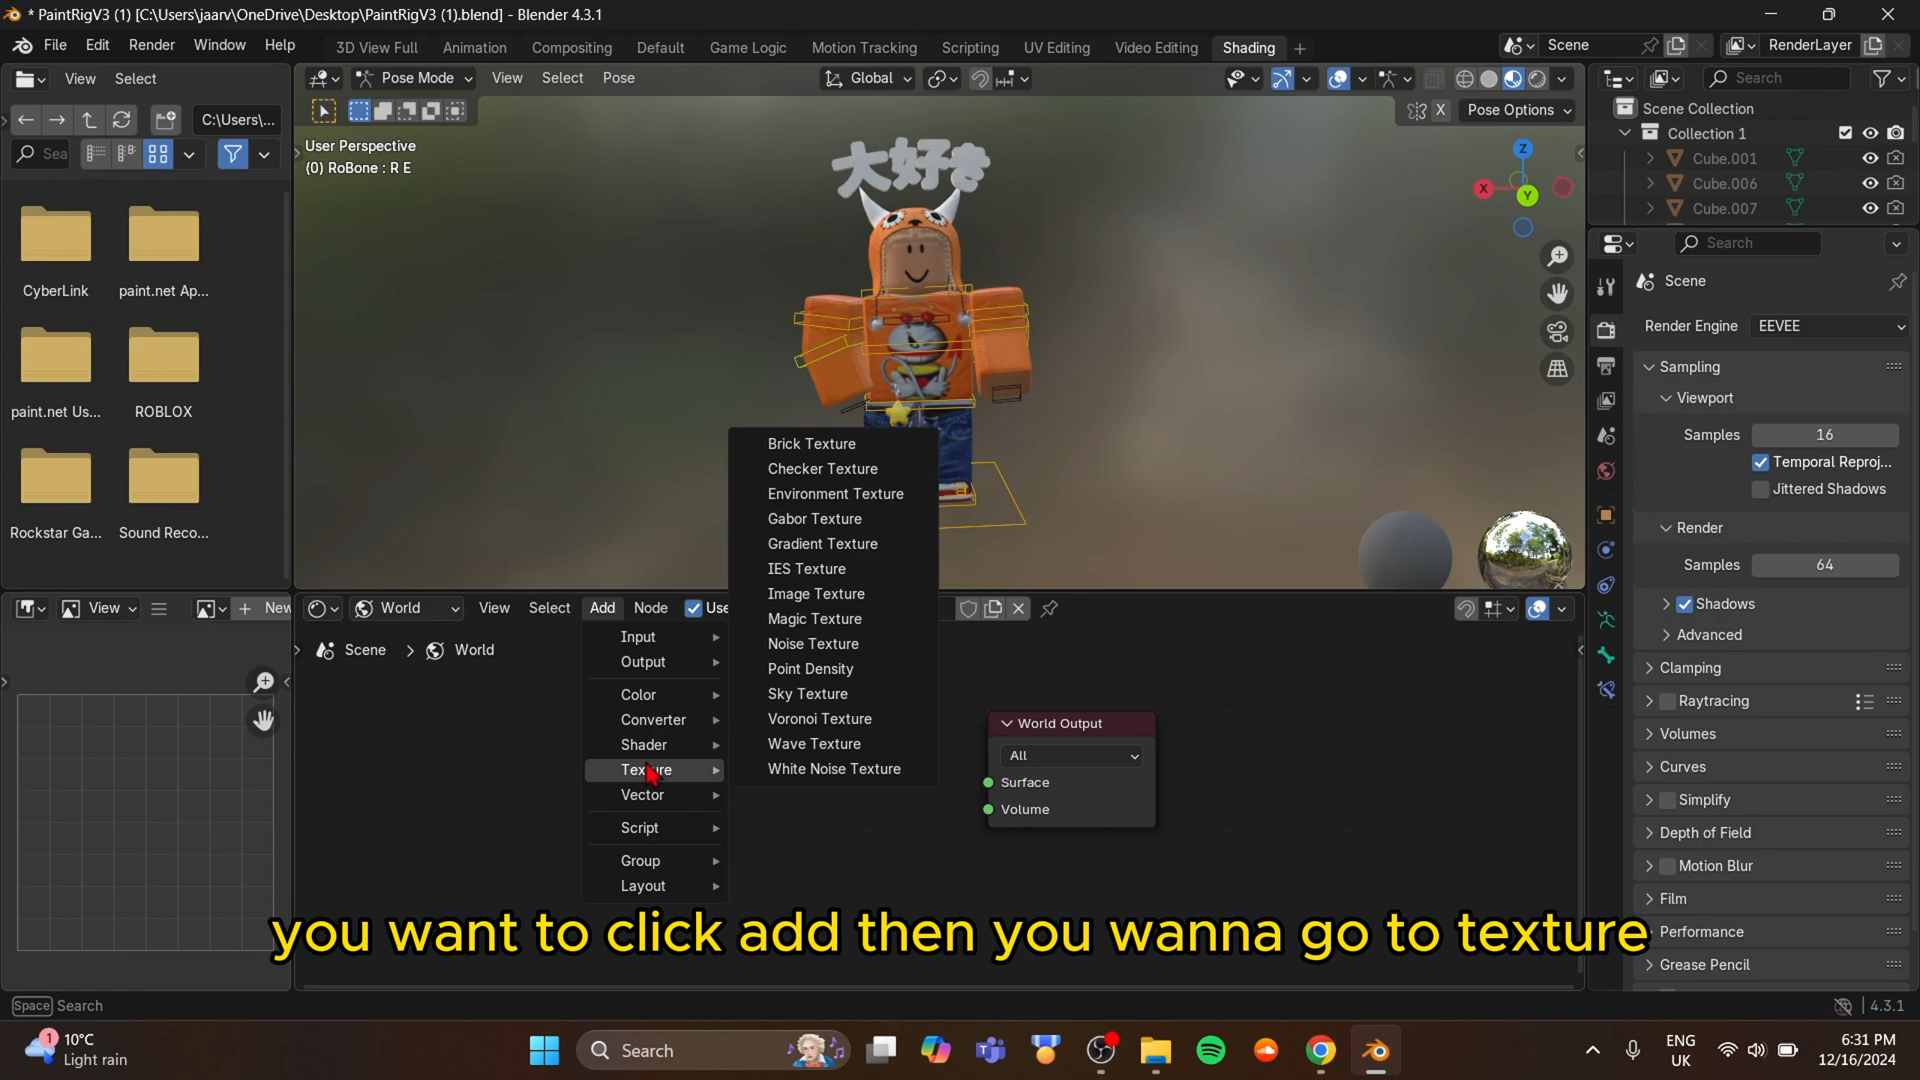 * PaintRigV3 (1) [C:\Users\jaarv\OneDrive\Desktop\PaintRigV3 (1).blend] - Blender 4.3.1
File Edit Render Window Help
3D View Full Animation Compositing Default Game Logic Motion Tracking Scripting UV Editing Video Editing Shading
Scene RenderLayer
View Select
Pose Mode View Select Pose Global
Search
C:\Users\...
X Pose Options
Scene Collection
Collection 1
Sea
User Perspective
(0) RoBone : R E
大好き
Z
X
Y
Cube.001
Cube.006
Cube.007
Search
CyberLink
paint.net Ap...
Scene
Render Engine EEVEE
Sampling
Viewport
paint.net Us...
ROBLOX
Samples 16
Temporal Reproj...
Jittered Shadows
Rockstar Ga...
Sound Reco...
Render
Samples 64
Brick Texture
Checker Texture
Environment Texture
Gabor Texture
Gradient Texture
IES Texture
Image Texture
Magic Texture
Noise Texture
Point Density
Sky Texture
Voronoi Texture
Wave Texture
White Noise Texture
View New
World View Select Add Node Use
Scene World
Input
Output
Color
Converter
Shader
Texture
Vector
Script
Group
Layout
World Output
All
Surface
Volume
Shadows
Advanced
Clamping
Raytracing
Volumes
Curves
Simplify
Depth of Field
Motion Blur
Film
Performance
Grease Pencil
you want to click add then you wanna go to texture
Space Search
4.3.1
1
10°C
Light rain
Search
ENG
UK
6:31 PM
12/16/2024